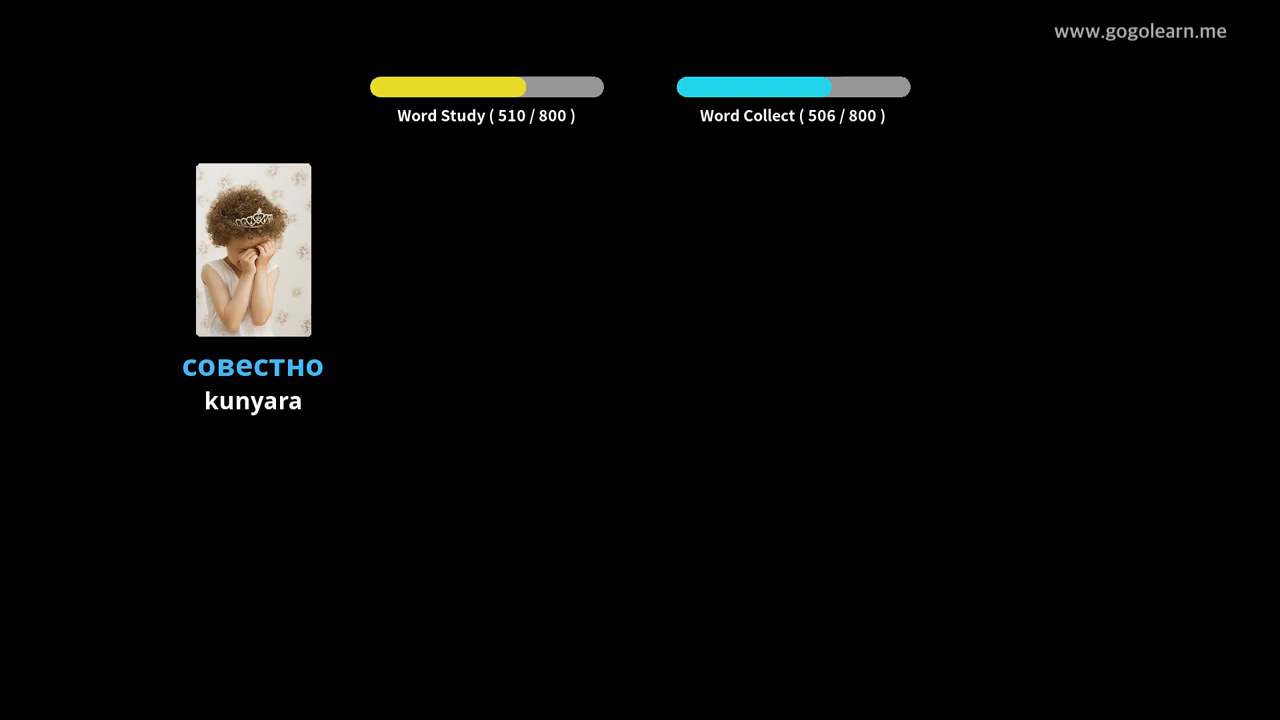 www.gogolearn.me
Word Study ( 510 / 800 )
Word Collect ( 506 / 800 )
совестно
kunyara